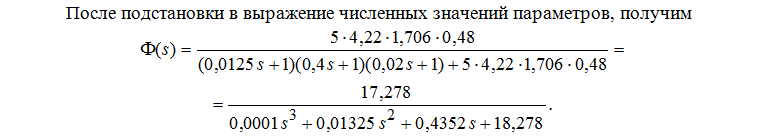 После подстановки в выражение численных значений параметров, получим
Φ(s) = 5·4,22·1,706·0,48 / ((0,0125 s +1)(0,4 s +1)(0,02 s +1) + 5·4,22·1,706·0,48) =
= 17,278 / (0,0001 s³ + 0,01325 s² + 0,4352 s + 18,278).